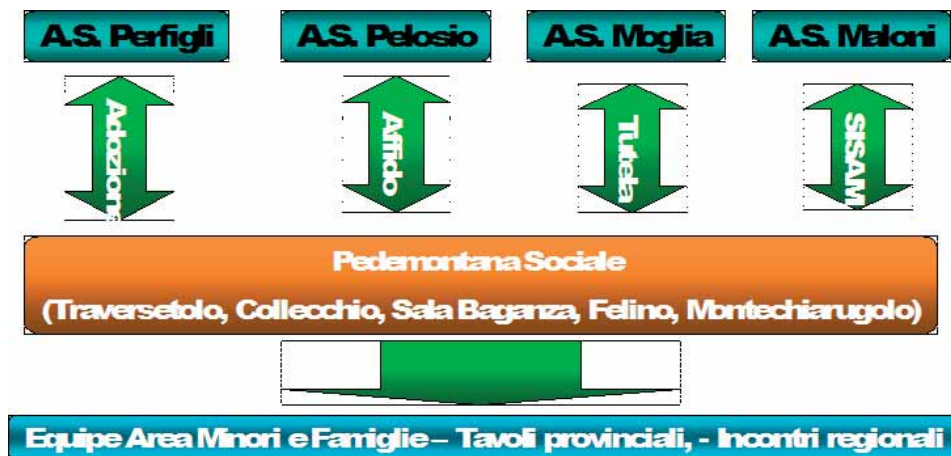 A.S. Perfigli
A.S. Pelosio
A.S. Moglia
A.S. Maloni
Adozione
Affido
Tutela
SISAM
Pedemontana Sociale
(Traversetolo, Collecchio, Sala Baganza, Felino, Montechiarugolo)
Equipe Area Minori e Famiglie – Tavoli provinciali, - Incontri regionali